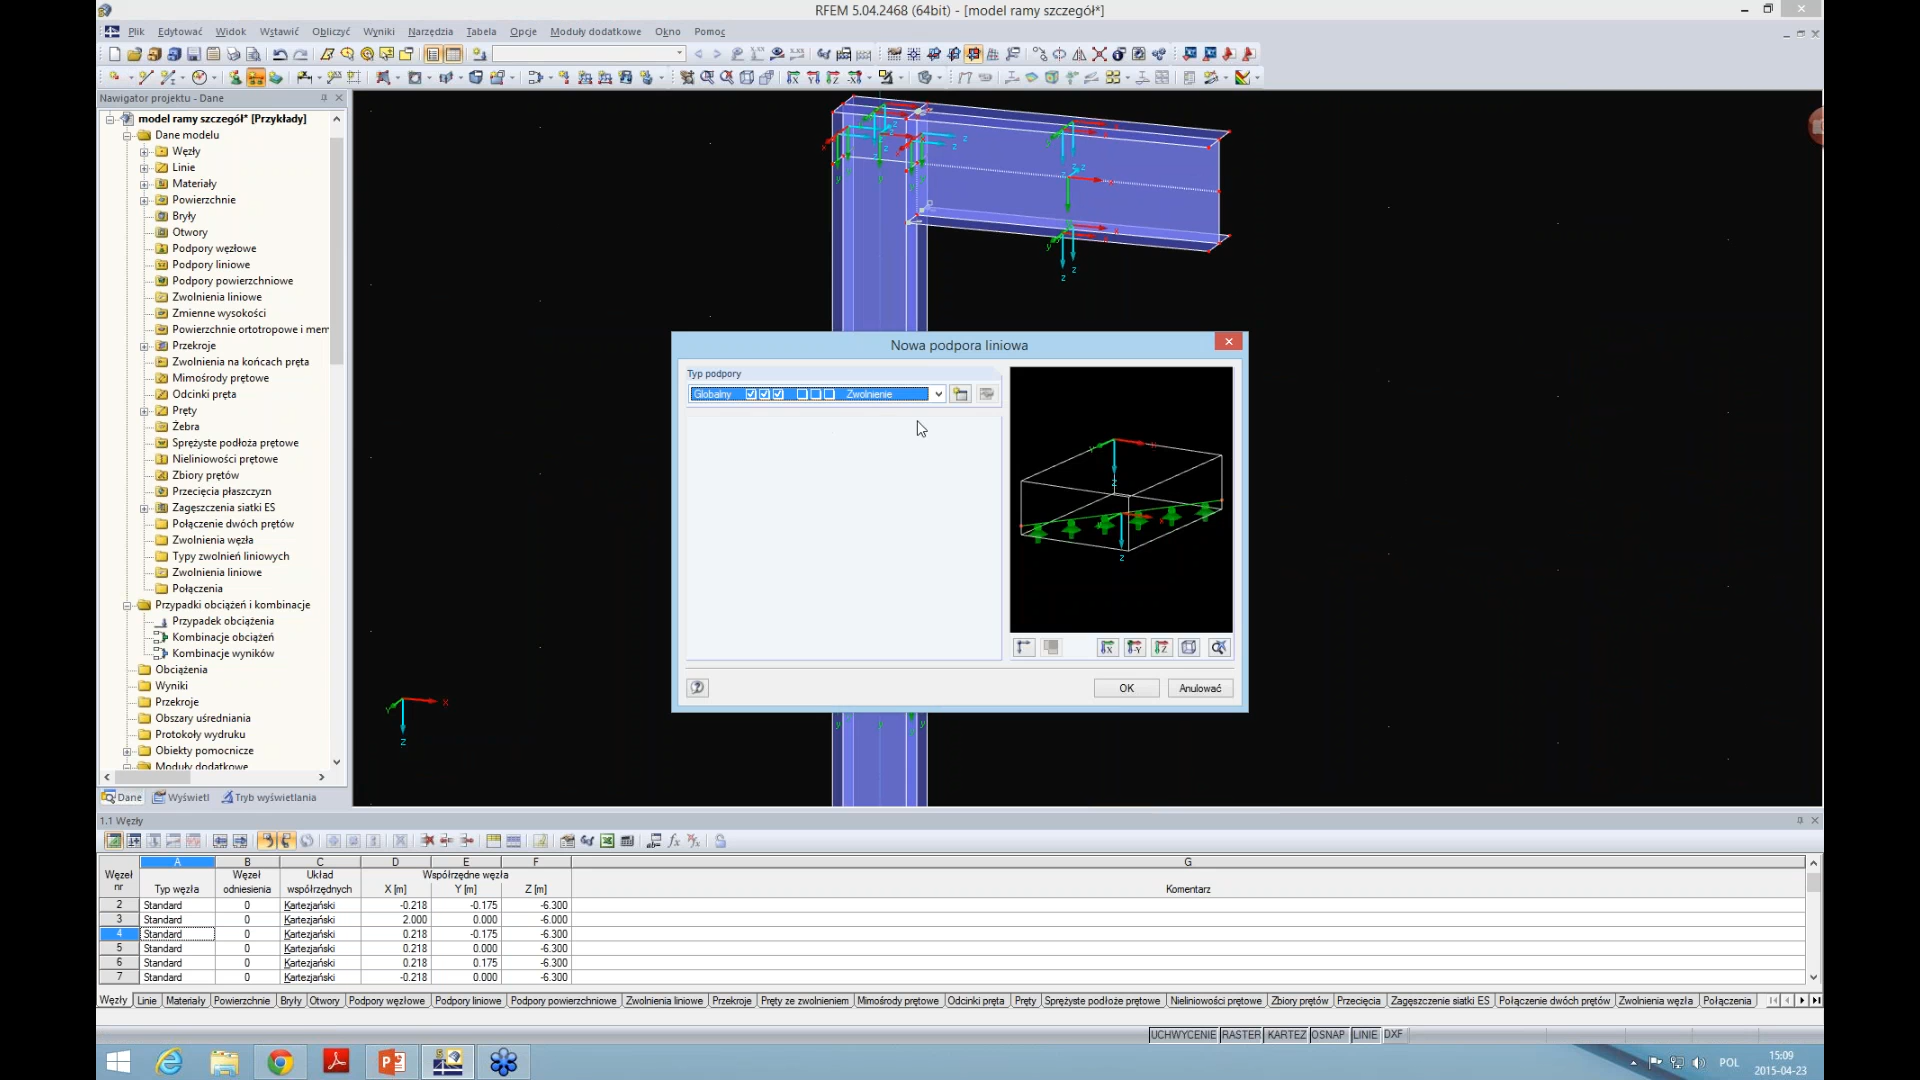 RFEM 5.04.2468 (64bit) - [model ramy szczegół*]
Plik Edytować Widok Wstawić Obliczyć Wyniki Narzędzia Tabela Opcje Moduły dodatkowe Okno Pomoc
Nawigator projektu - Dane
model ramy szczegół* [Przykłady]
Dane modelu
Węzły
Linie
Materiały
Powierzchnie
Bryły
Otwory
Podpory węzłowe
Podpory liniowe
Podpory powierzchniowe
Zwolnienia liniowe
Zmienne wysokości
Powierzchnie ortotropowe i mem
Przekroje
Zwolnienia na końcach pręta
Mimośrody prętowe
Odcinki pręta
Pręty
Żebra
Sprężyste podłoża prętowe
Nieliniowości prętowe
Zbiory prętów
Przecięcia płaszczyzn
Zagęszczenia siatki ES
Połączenie dwóch prętów
Zwolnienia węzła
Typy zwolnień liniowych
Zwolnienia liniowe
Połączenia
Przypadki obciążeń i kombinacje
Przypadek obciążenia
Kombinacje obciążeń
Kombinacje wyników
Obciążenia
Wyniki
Przekroje
Obszary uśredniania
Protokoły wydruku
Obiekty pomocnicze
Moduły dodatkowe
Dane Wyświetl Tryb wyświetlania
Nowa podpora liniowa
Typ podpory
Globalny Zwolnienie
OK Anulować
1.1 Węzły
A B C D E F G
Węzeł Węzeł Układ Współrzędne węzła
nr Typ węzła odniesienia współrzędnych X [m] Y [m] Z [m] Komentarz
2 Standard 0 Kartezjański -0.218 -0.175 -6.300
3 Standard 0 Kartezjański 2.000 0.000 -6.000
4 Standard 0 Kartezjański 0.218 -0.175 -6.300
5 Standard 0 Kartezjański 0.218 0.000 -6.300
6 Standard 0 Kartezjański 0.218 0.175 -6.300
7 Standard 0 Kartezjański -0.218 0.000 -6.300
Węzły Linie Materiały Powierzchnie Bryły Otwory Podpory węzłowe Podpory liniowe Podpory powierzchniowe Zwolnienia liniowe Przekroje Pręty ze zwolnieniem Mimośrody prętowe Odcinki pręta Pręty Sprężyste podłoże prętowe Nieliniowości prętowe Zbiory prętów Przecięcia Zagęszczenie siatki ES Połączenie dwóch prętów Zwolnienia węzła Połączenia
UCHWYCENIE RASTER KARTEZ OSNAP LINIE DXF
POL
15:09
2015-04-23